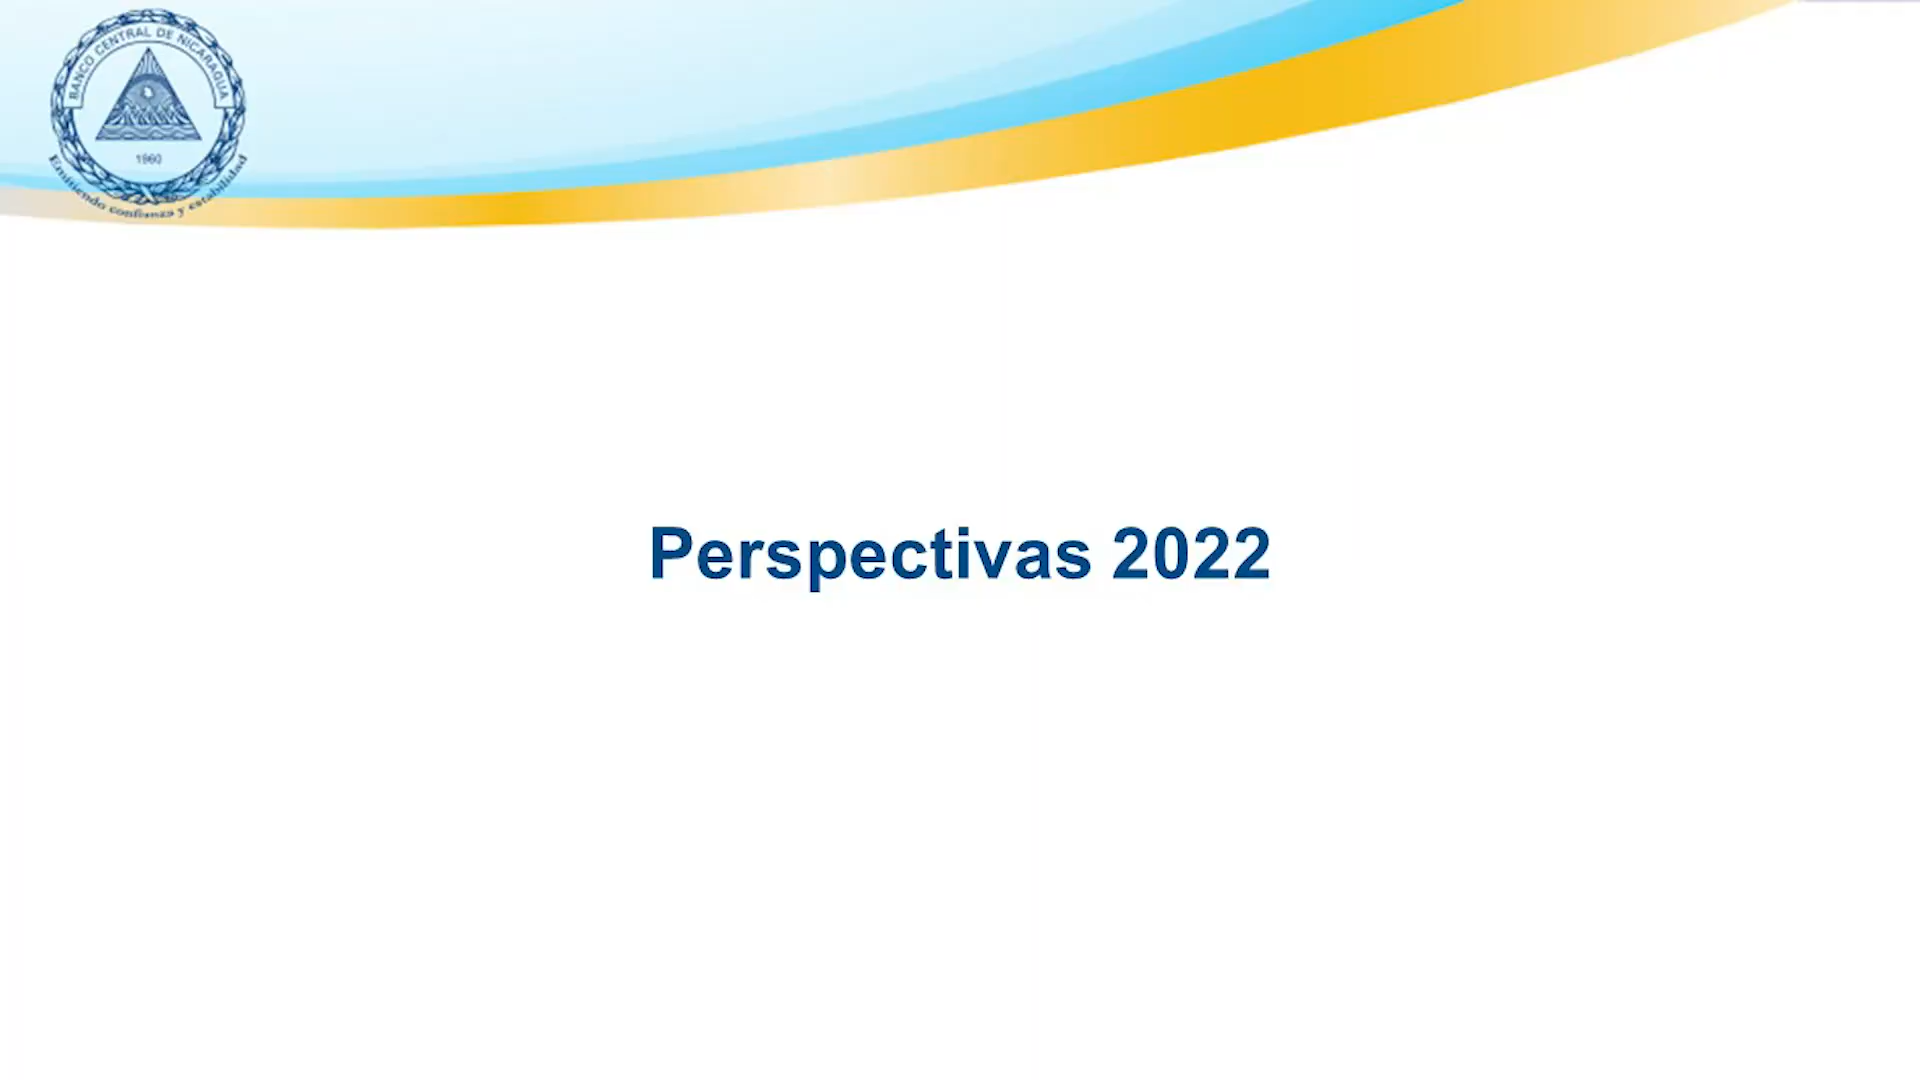 BANCO CENTRAL DE NICARAGUA
1960
Emitiendo confianza y estabilidad
Perspectivas 2022